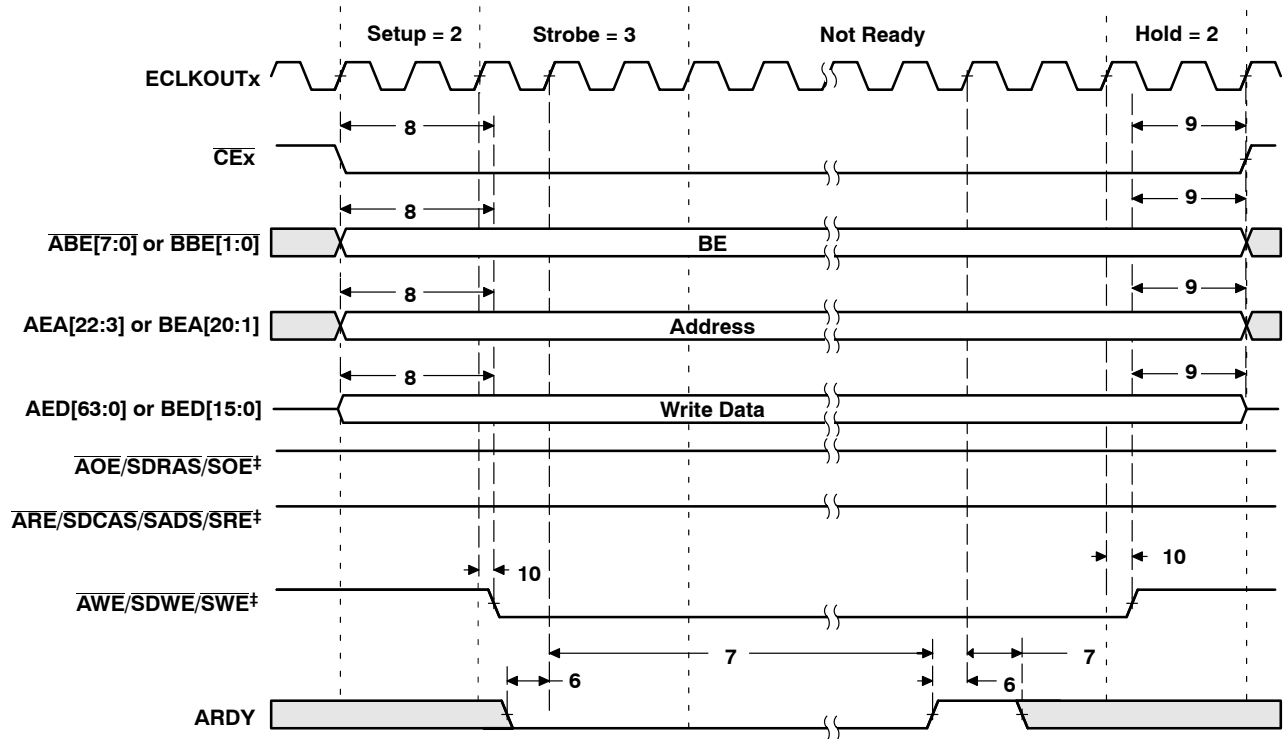 Setup = 2 Strobe = 3 Not Ready Hold = 2
ECLKOUTx
8 9
CEx
8 9
ABE[7:0] or BBE[1:0] BE
8 9
AEA[22:3] or BEA[20:1] Address
8 9
AED[63:0] or BED[15:0] Write Data
AOE/SDRAS/SOE‡
ARE/SDCAS/SADS/SRE‡
10 10
AWE/SDWE/SWE‡
7 7
6 6
ARDY